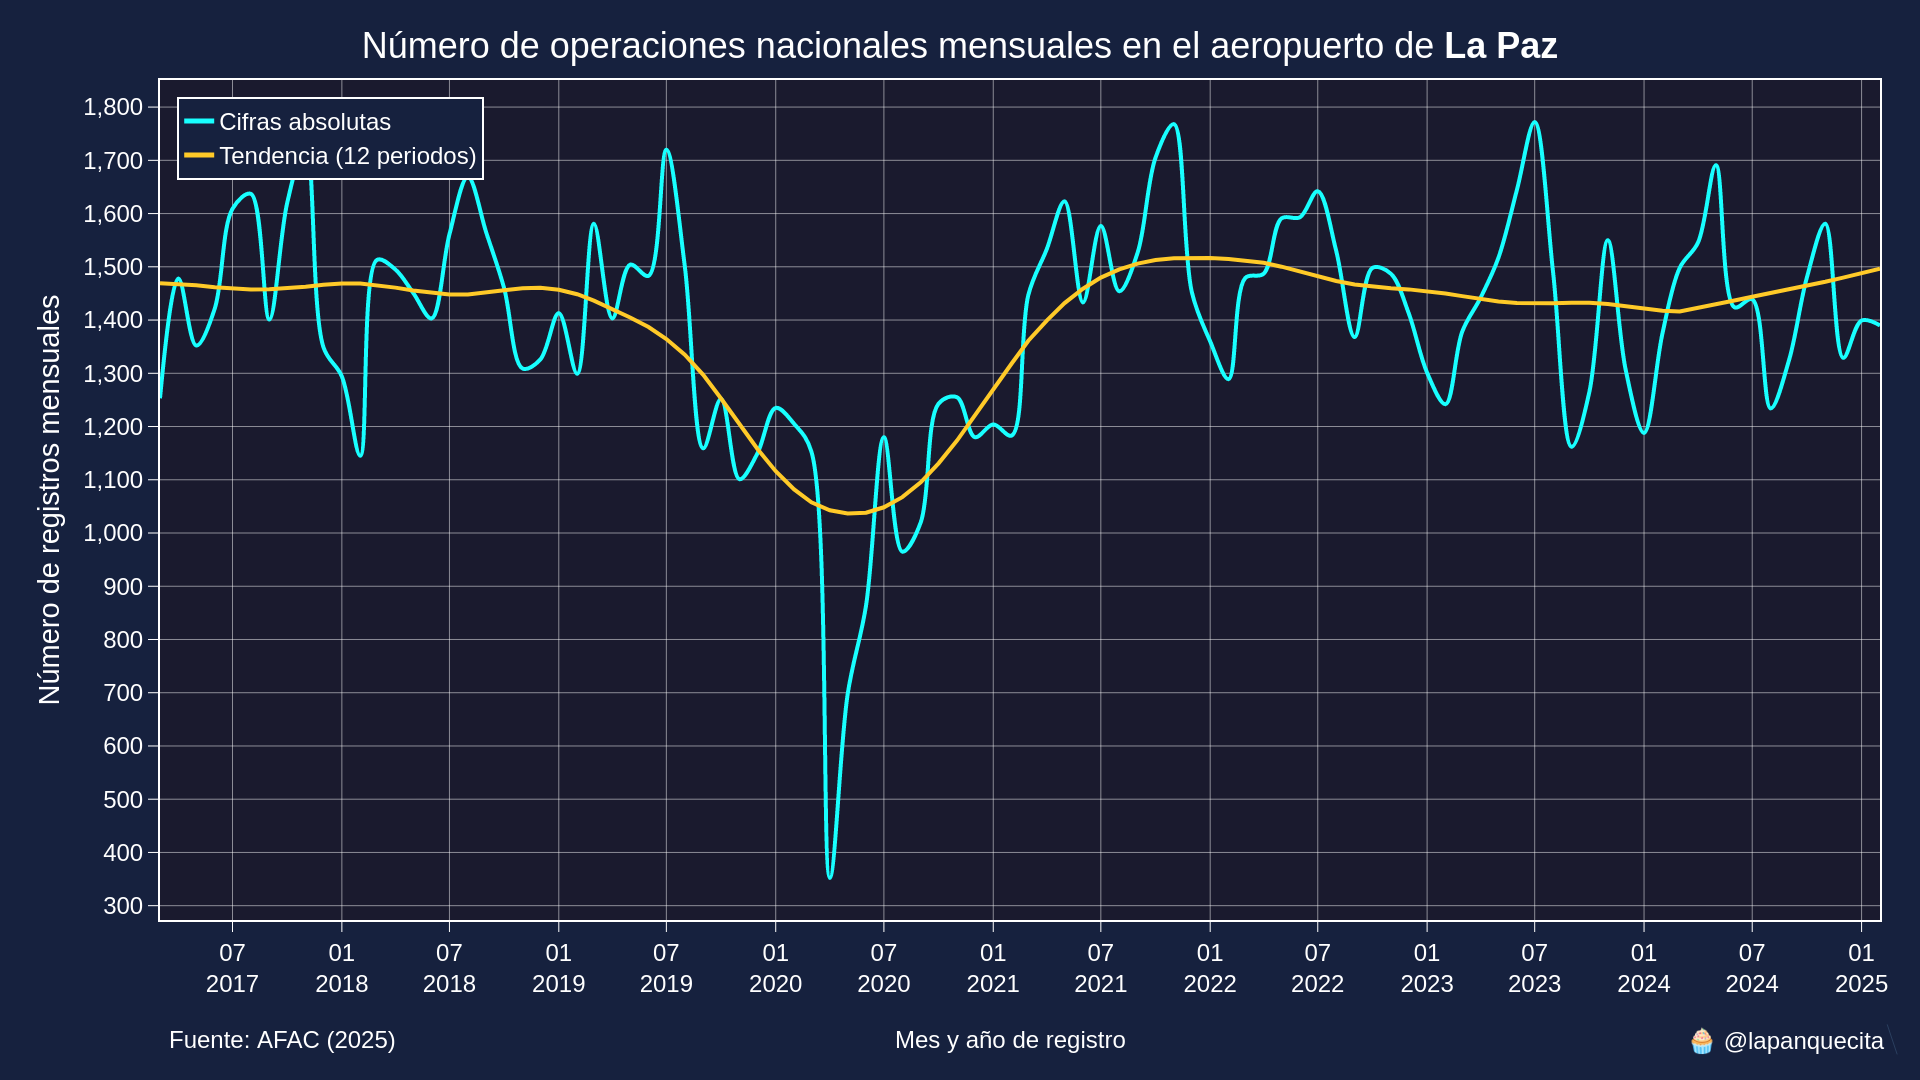 Número de operaciones nacionales mensuales en el aeropuerto de La Paz
Cifras absolutas
Tendencia (12 periodos)
Número de registros mensuales
1,800
1,700
1,600
1,500
1,400
1,300
1,200
1,100
1,000
900
800
700
600
500
400
300
07 01 07 01 07 01 07 01 07 01 07 01 07 01 07 01
2017 2018 2018 2019 2019 2020 2020 2021 2021 2022 2022 2023 2023 2024 2024 2025
Fuente: AFAC (2025)
Mes y año de registro
🧁 @lapanquecita